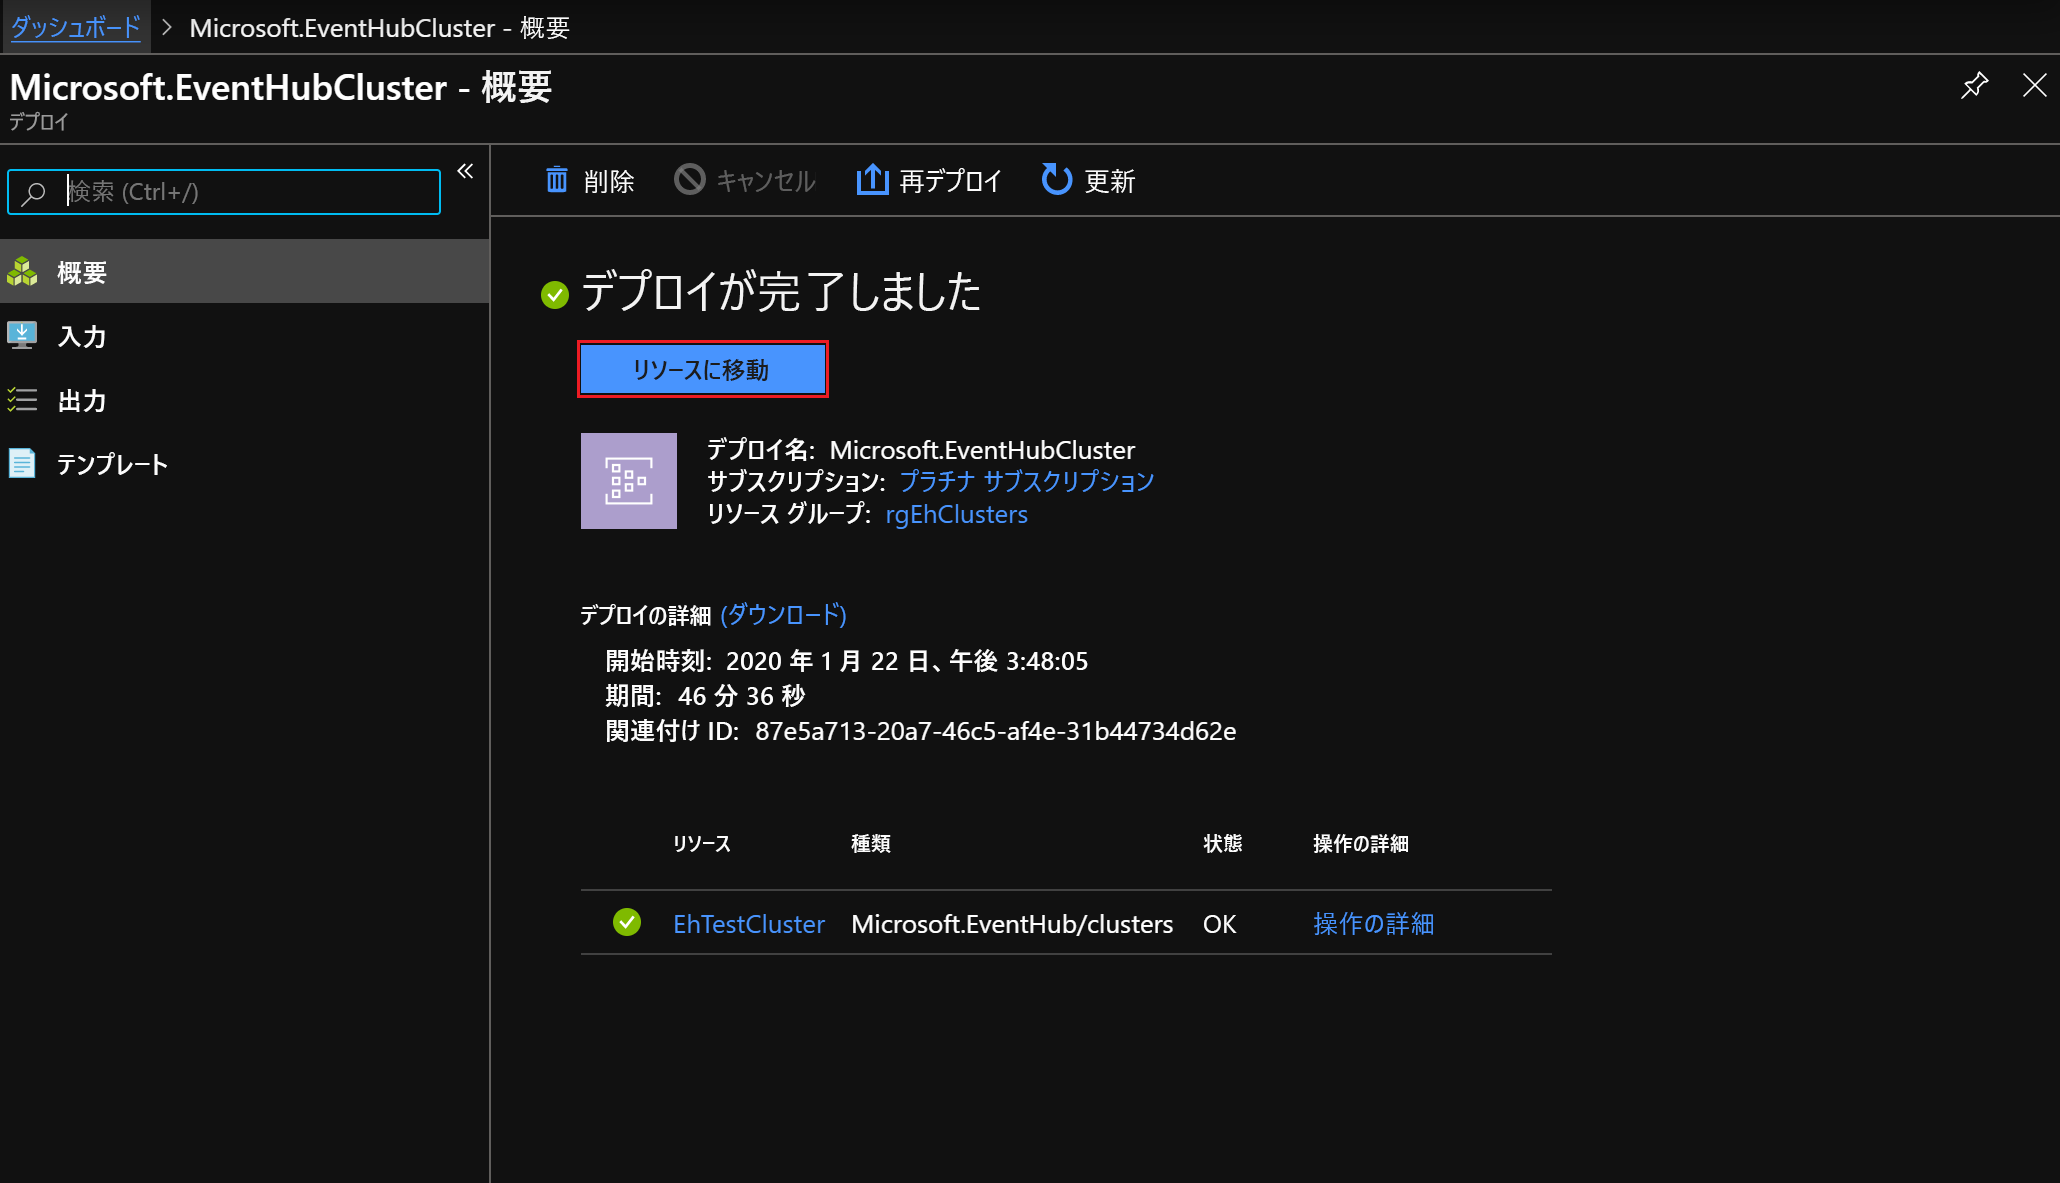 ダッシュボード > Microsoft.EventHubCluster - 概要
Microsoft.EventHubCluster - 概要
デプロイ
検索 (Ctrl+/)
«
概要
入力
出力
テンプレート
削除 キャンセル 再デプロイ 更新
デプロイが完了しました
リソースに移動
デプロイ名: Microsoft.EventHubCluster
サブスクリプション: プラチナ サブスクリプション
リソース グループ: rgEhClusters
デプロイの詳細 (ダウンロード)
開始時刻: 2020 年 1 月 22 日、午後 3:48:05
期間: 46 分 36 秒
関連付け ID: 87e5a713-20a7-46c5-af4e-31b44734d62e
リソース 種類 状態 操作の詳細
EhTestCluster Microsoft.EventHub/clusters OK 操作の詳細